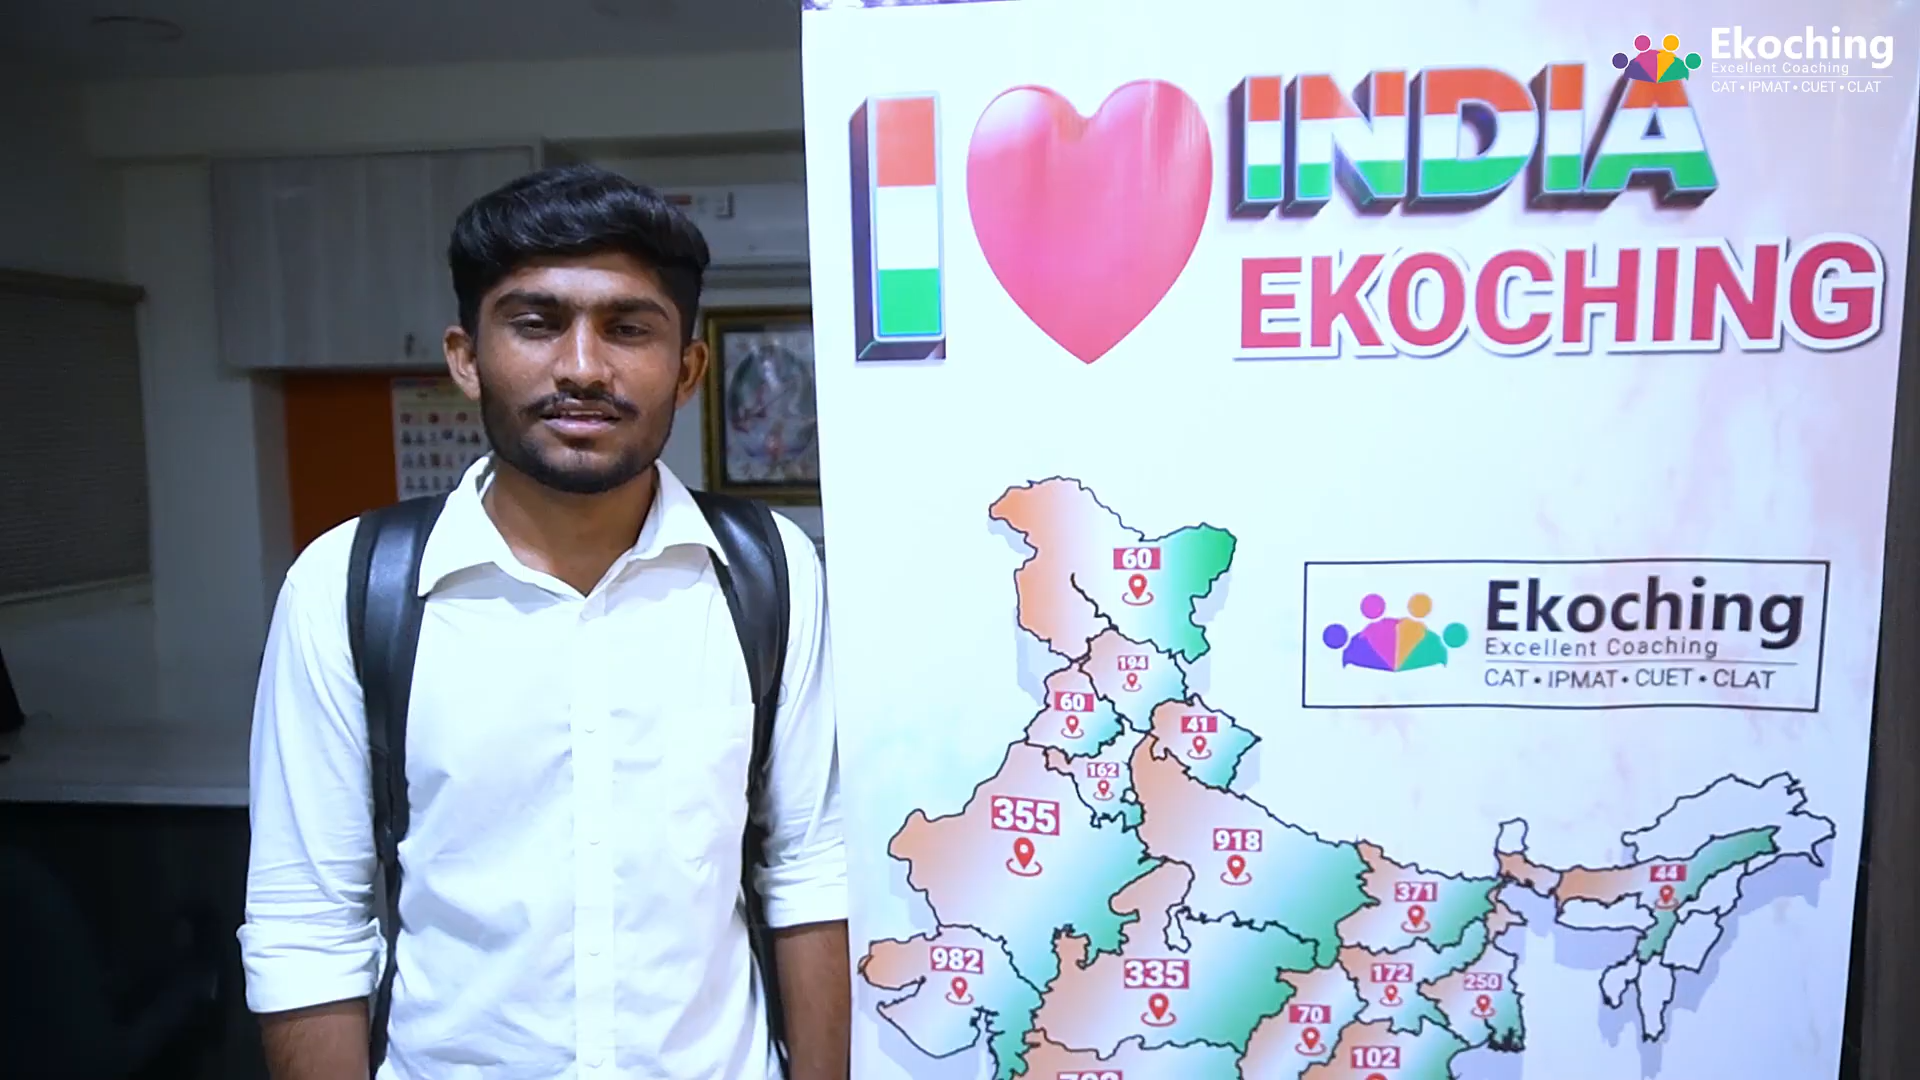 Ekoching
Excellent Coaching
CAT • IPMAT • CUET • CLAT
I INDIA
EKOCHING
Ekoching
Excellent Coaching
CAT • IPMAT • CUET • CLAT
60
194
60
41
162
355
918
371
44
982
335
172
250
70
102